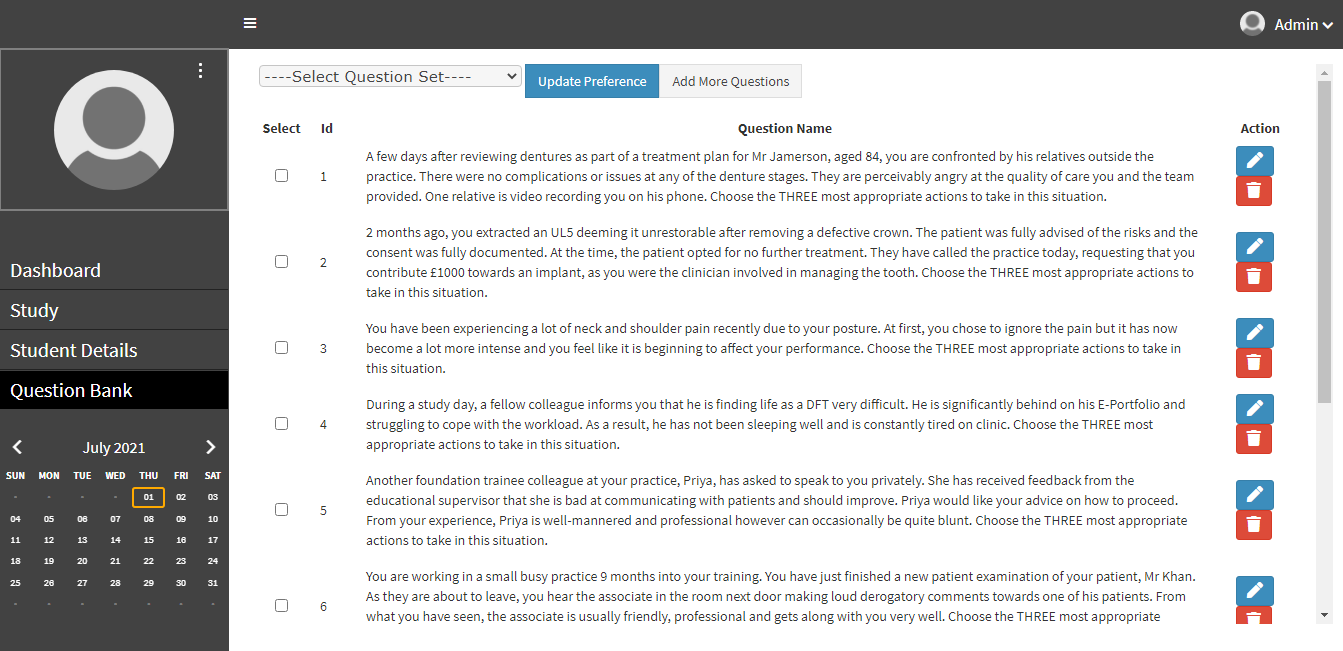 Admin
----Select Question Set----
Update Preference
Add More Questions
Select Id Question Name Action
1
A few days after reviewing dentures as part of a treatment plan for Mr Jamerson, aged 84, you are confronted by his relatives outside the
practice. There were no complications or issues at any of the denture stages. They are perceivably angry at the quality of care you and the team
provided. One relative is video recording you on his phone. Choose the THREE most appropriate actions to take in this situation.
2
2 months ago, you extracted an UL5 deeming it unrestorable after removing a defective crown. The patient was fully advised of the risks and the
consent was fully documented. At the time, the patient opted for no further treatment. They have called the practice today, requesting that you
contribute £1000 towards an implant, as you were the clinician involved in managing the tooth. Choose the THREE most appropriate actions to
take in this situation.
3
You have been experiencing a lot of neck and shoulder pain recently due to your posture. At first, you chose to ignore the pain but it has now
become a lot more intense and you feel like it is beginning to affect your performance. Choose the THREE most appropriate actions to take in
this situation.
4
During a study day, a fellow colleague informs you that he is finding life as a DFT very difficult. He is significantly behind on his E-Portfolio and
struggling to cope with the workload. As a result, he has not been sleeping well and is constantly tired on clinic. Choose the THREE most
appropriate actions to take in this situation.
5
Another foundation trainee colleague at your practice, Priya, has asked to speak to you privately. She has received feedback from the
educational supervisor that she is bad at communicating with patients and should improve. Priya would like your advice on how to proceed.
From your experience, Priya is well-mannered and professional however can occasionally be quite blunt. Choose the THREE most appropriate
actions to take in this situation.
6
You are working in a small busy practice 9 months into your training. You have just finished a new patient examination of your patient, Mr Khan.
As they are about to leave, you hear the associate in the room next door making loud derogatory comments towards one of his patients. From
what you have seen, the associate is usually friendly, professional and gets along with you very well. Choose the THREE most appropriate
Dashboard
Study
Student Details
Question Bank
July 2021
SUN MON TUE WED THU FRI SAT
- - - - 01 02 03
04 05 06 07 08 09 10
11 12 13 14 15 16 17
18 19 20 21 22 23 24
25 26 27 28 29 30 31
- - - - - - -